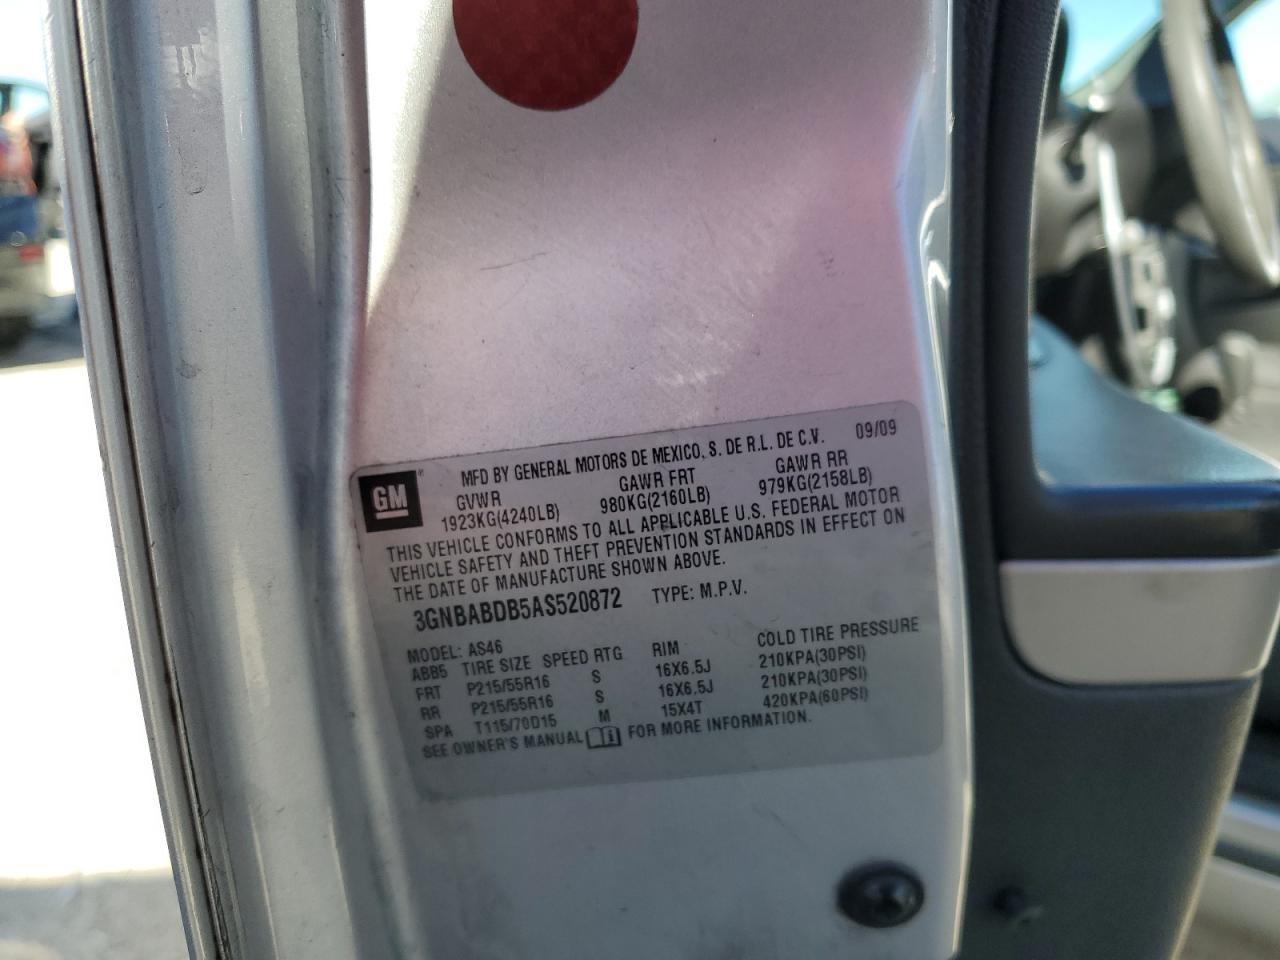 GM ®
MFD BY GENERAL MOTORS DE MEXICO, S. DE R.L. DE C.V. 09/09
GVWR GAWR FRT GAWR RR
1923KG(4240LB) 980KG(2160LB) 979KG(2158LB)
THIS VEHICLE CONFORMS TO ALL APPLICABLE U.S. FEDERAL MOTOR
VEHICLE SAFETY AND THEFT PREVENTION STANDARDS IN EFFECT ON
THE DATE OF MANUFACTURE SHOWN ABOVE.
3GNBABDB5AS520872 TYPE: M.P.V.
MODEL: AS46
ABB5 TIRE SIZE SPEED RTG RIM COLD TIRE PRESSURE
FRT P215/55R16 S 16X6.5J 210KPA(30PSI)
RR P215/55R16 S 16X6.5J 210KPA(30PSI)
SPA T115/70D15 M 15X4T 420KPA(60PSI)
SEE OWNER'S MANUAL FOR MORE INFORMATION.